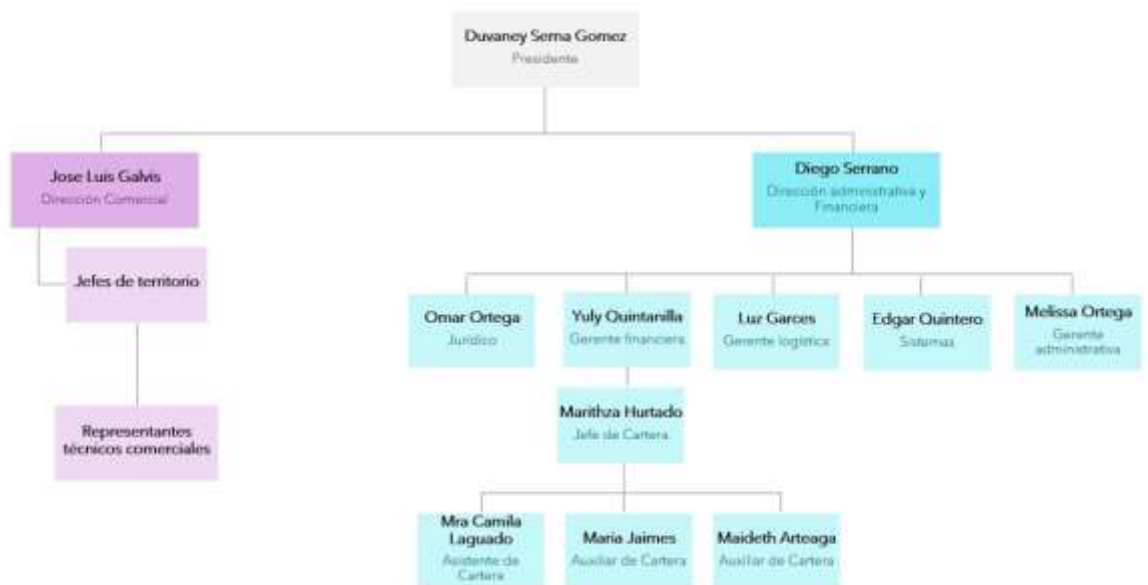 Duvaney Serna Gomez
Presidente
Jose Luis Galvis
Dirección Comercial
Diego Serrano
Dirección administrativa y
Financiera
Jefes de territorio
Omar Ortega
Jurídico
Yuly Quintanilla
Gerente financiera
Luz Garces
Gerente logística
Edgar Quintero
Sistemas
Melissa Ortega
Gerente
administrativa
Marithza Hurtado
Jefe de Cartera
Representantes
técnicos comerciales
Mra Camila
Laguado
Asistente de
Cartera
Maria Jaimes
Auxiliar de Cartera
Maideth Arteaga
Auxiliar de Cartera